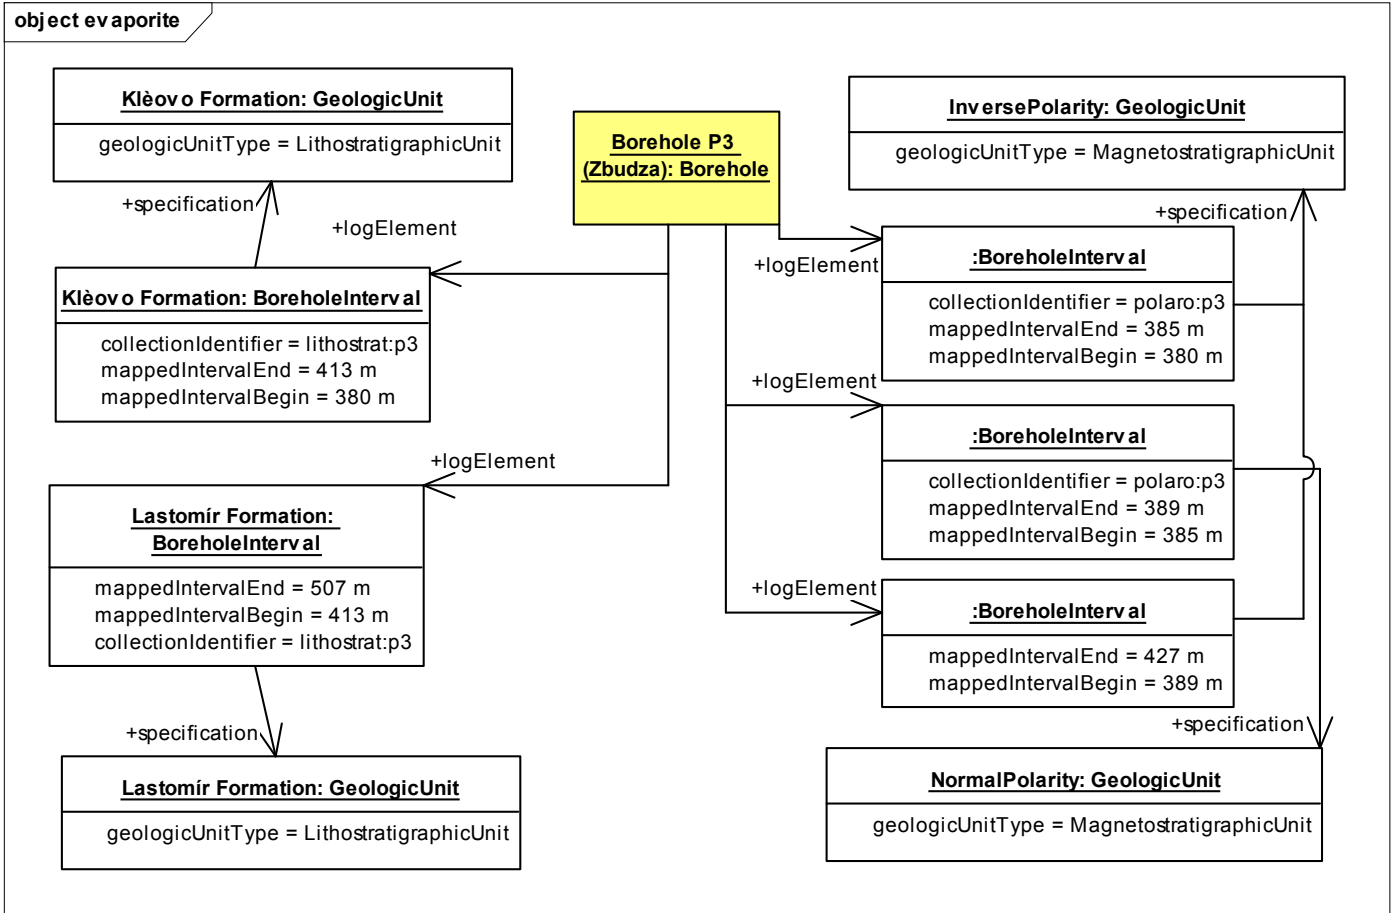 object evaporite
Klèovo Formation: GeologicUnit
geologicUnitType = LithostratigraphicUnit
+specification
+logElement
Klèovo Formation: BoreholeInterval
collectionIdentifier = lithostrat:p3
mappedIntervalEnd = 413 m
mappedIntervalBegin = 380 m
+logElement
Lastomír Formation:
BoreholeInterval
mappedIntervalEnd = 507 m
mappedIntervalBegin = 413 m
collectionIdentifier = lithostrat:p3
+specification
Lastomír Formation: GeologicUnit
geologicUnitType = LithostratigraphicUnit
Borehole P3
(Zbudza): Borehole
InversePolarity: GeologicUnit
geologicUnitType = MagnetostratigraphicUnit
+specification
+logElement
:BoreholeInterval
collectionIdentifier = polaro:p3
mappedIntervalEnd = 385 m
mappedIntervalBegin = 380 m
+logElement
:BoreholeInterval
collectionIdentifier = polaro:p3
mappedIntervalEnd = 389 m
mappedIntervalBegin = 385 m
+logElement
:BoreholeInterval
mappedIntervalEnd = 427 m
mappedIntervalBegin = 389 m
+specification
NormalPolarity: GeologicUnit
geologicUnitType = MagnetostratigraphicUnit